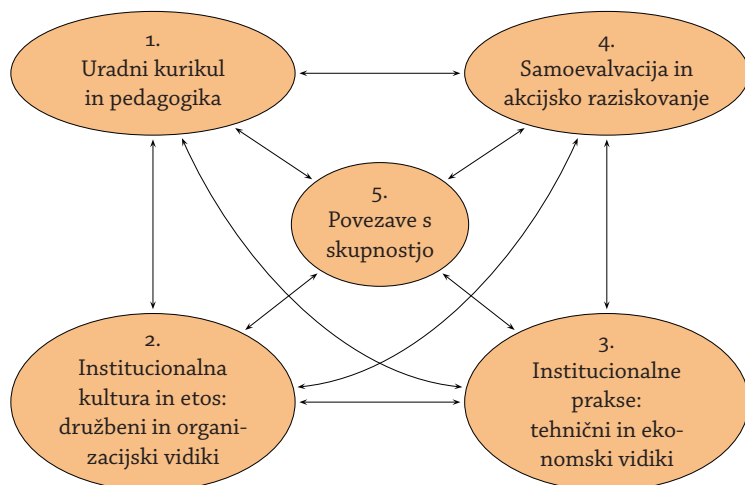 1.
Uradni kurikul
in pedagogika
4.
Samoevalvacija in
akcijsko raziskovanje
5.
Povezave s
skupnostjo
2.
Institucionalna
kultura in etos:
družbeni in organi-
zacijski vidiki
3.
Institucionalne
prakse:
tehnični in eko-
nomski vidiki